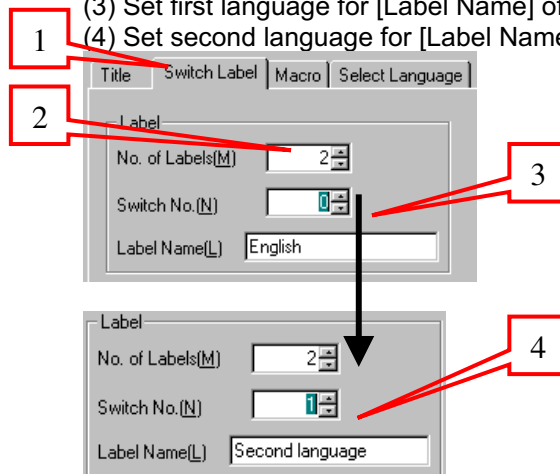 (3) Set first language for [Label Name] of
(4) Set second language for [Label Name
1
Title Switch Label Macro Select Language
2
Label
No. of Labels(M) 2
3
Switch No.(N) 0
Label Name(L) English
Label
No. of Labels(M) 2
4
Switch No.(N) 1
Label Name(L) Second language